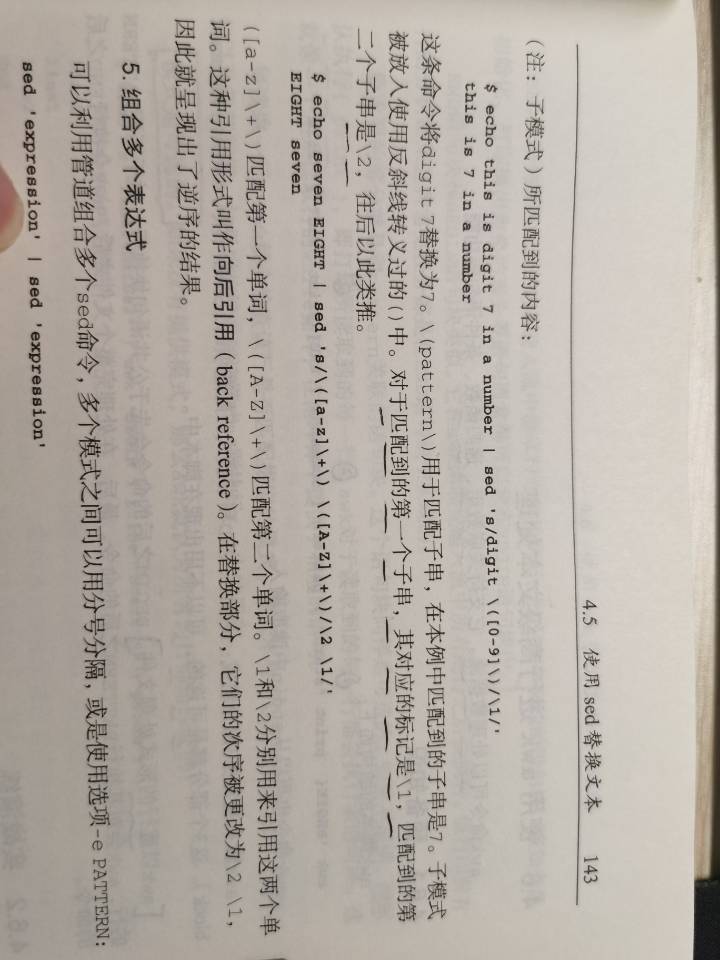 4.5 使用 sed 替换文本 143
（注：子模式）所匹配到的内容：
$ echo this is digit 7 in a number | sed 's/digit \([0-9]\)/\1/'
this is 7 in a number
这条命令将digit 7替换为7。\(pattern\)用于匹配子串，在本例中匹配到的子串是7。子模式
被放入使用反斜线转义过的()中。对于匹配到的第一个子串，其对应的标记是\1，匹配到的第
二个子串是\2，往后以此类推。
$ echo seven EIGHT | sed 's/\([a-z]\+\) \([A-Z]\+\)/\2 \1/'
EIGHT seven
([a-z]\+\)匹配第一个单词，\([A-Z]\+\)匹配第二个单词。\1和\2分别用来引用这两个单
词。这种引用形式叫作向后引用（back reference）。在替换部分，它们的次序被更改为\2 \1，
因此就呈现出了逆序的结果。
5. 组合多个表达式
可以利用管道组合多个sed命令，多个模式之间可以用分号分隔，或是使用选项-e PATTERN：
sed 'expression' | sed 'expression'